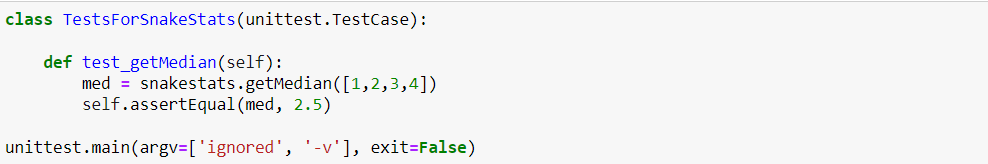 class TestsForSnakeStats(unittest.TestCase):
def test_getMedian(self):
med = snakestats.getMedian([1,2,3,4])
self.assertEqual(med, 2.5)
unittest.main(argv=['ignored', '-v'], exit=False)